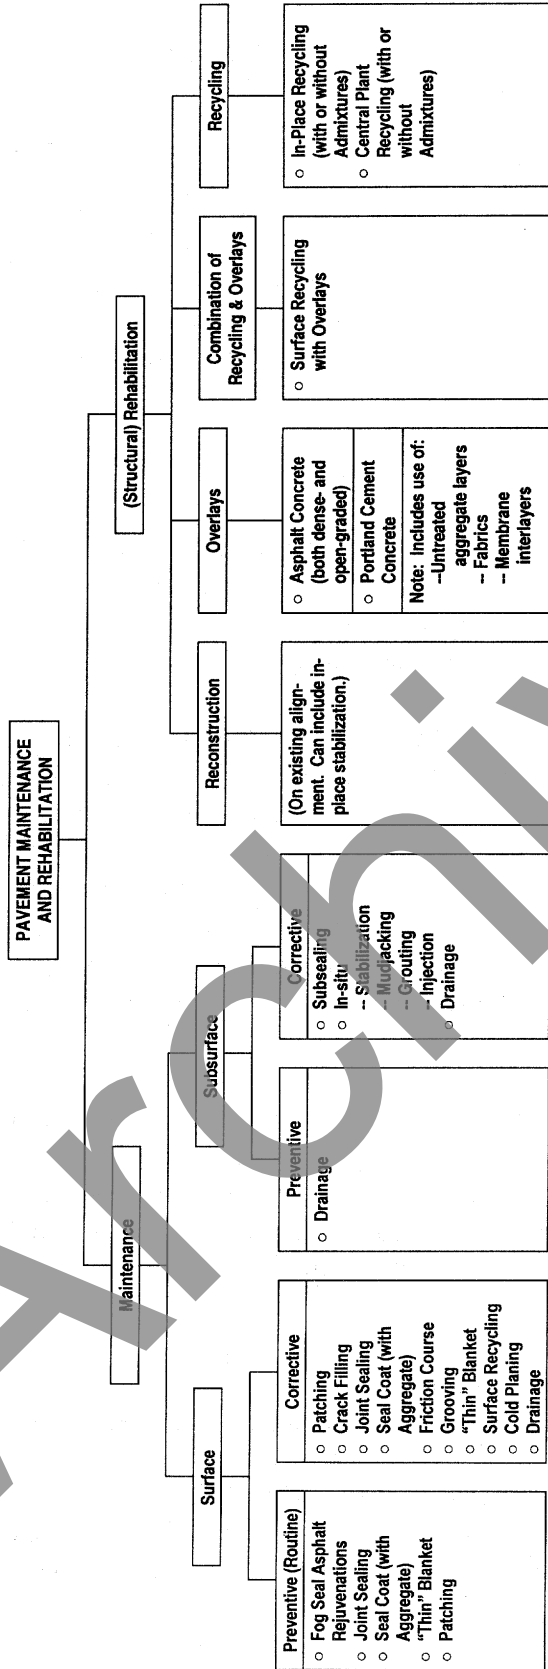 PAVEMENT MAINTENANCE
AND REHABILITATION
Maintenance
(Structural) Rehabilitation
Surface
Subsurface
Reconstruction
Overlays
Combination of
Recycling & Overlays
Recycling
Preventive (Routine)
○ Fog Seal Asphalt
Rejuvenations
○ Joint Sealing
○ Seal Coat (with
Aggregate)
○ "Thin" Blanket
○ Patching
Corrective
○ Patching
○ Crack Filling
○ Joint Sealing
○ Seal Coat (with
Aggregate)
○ Friction Course
○ Grooving
○ "Thin" Blanket
○ Surface Recycling
○ Cold Planing
○ Drainage
Preventive
○ Drainage
Corrective
○ Subsealing
○ In-situ
-- Stabilization
-- Mudjacking
-- Grouting
-- Injection
○ Drainage
(On existing align-
ment. Can include in-
place stabilization.)
○ Asphalt Concrete
(both dense- and
open-graded)
○ Portland Cement
Concrete
Note: Includes use of:
--Untreated
aggregate layers
-- Fabrics
-- Membrane
interlayers
○ Surface Recycling
with Overlays
○ In-Place Recycling
(with or without
Admixtures)
○ Central Plant
Recycling (with or
without
Admixtures)
Archiv